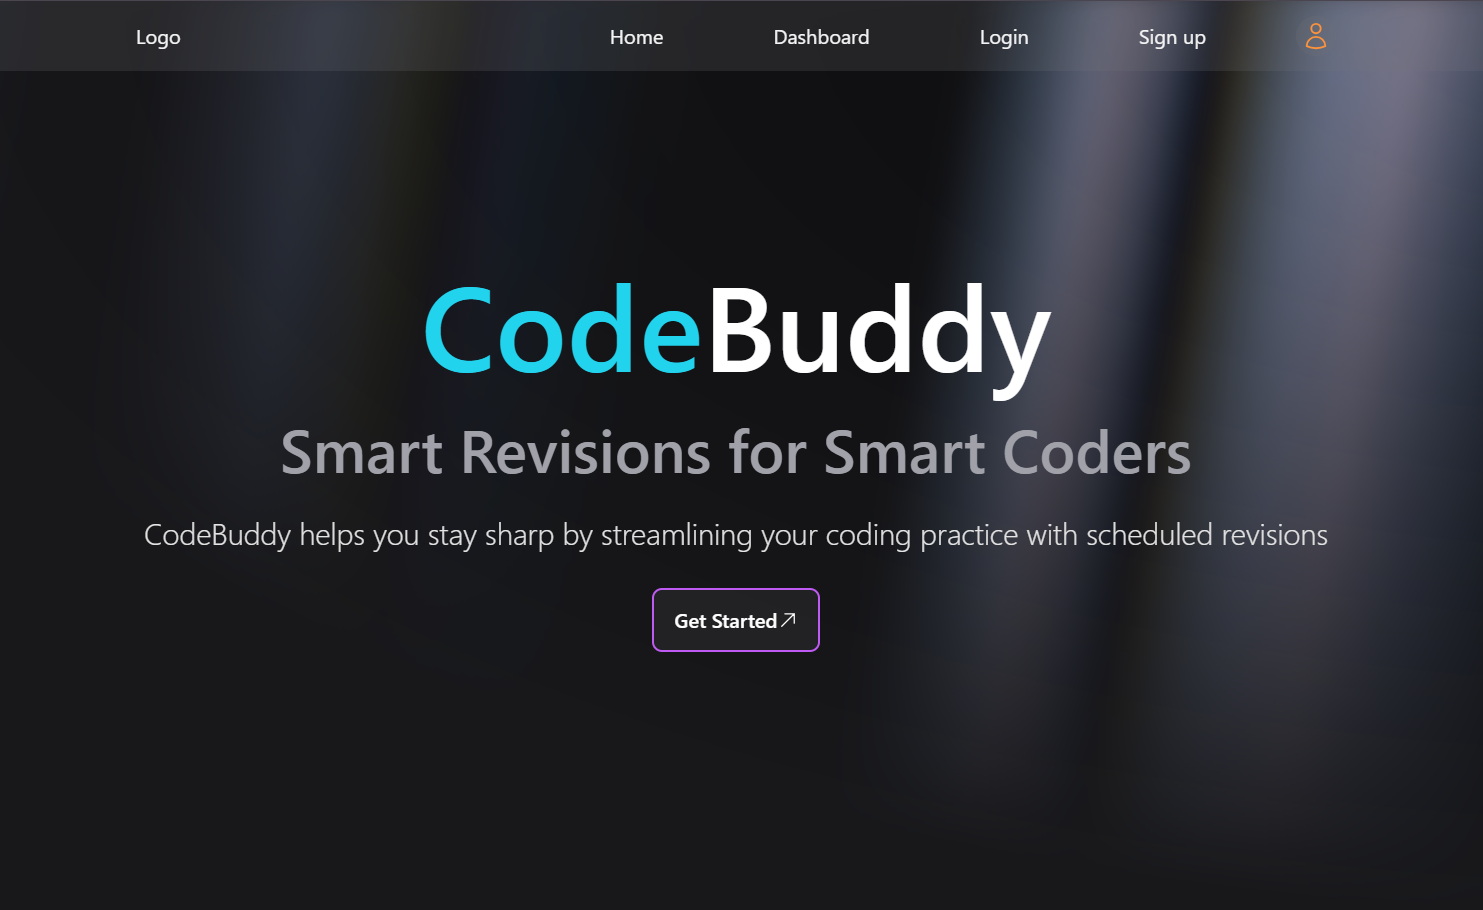 Logo Home Dashboard Login Sign up
CodeBuddy
Smart Revisions for Smart Coders
CodeBuddy helps you stay sharp by streamlining your coding practice with scheduled revisions
Get Started